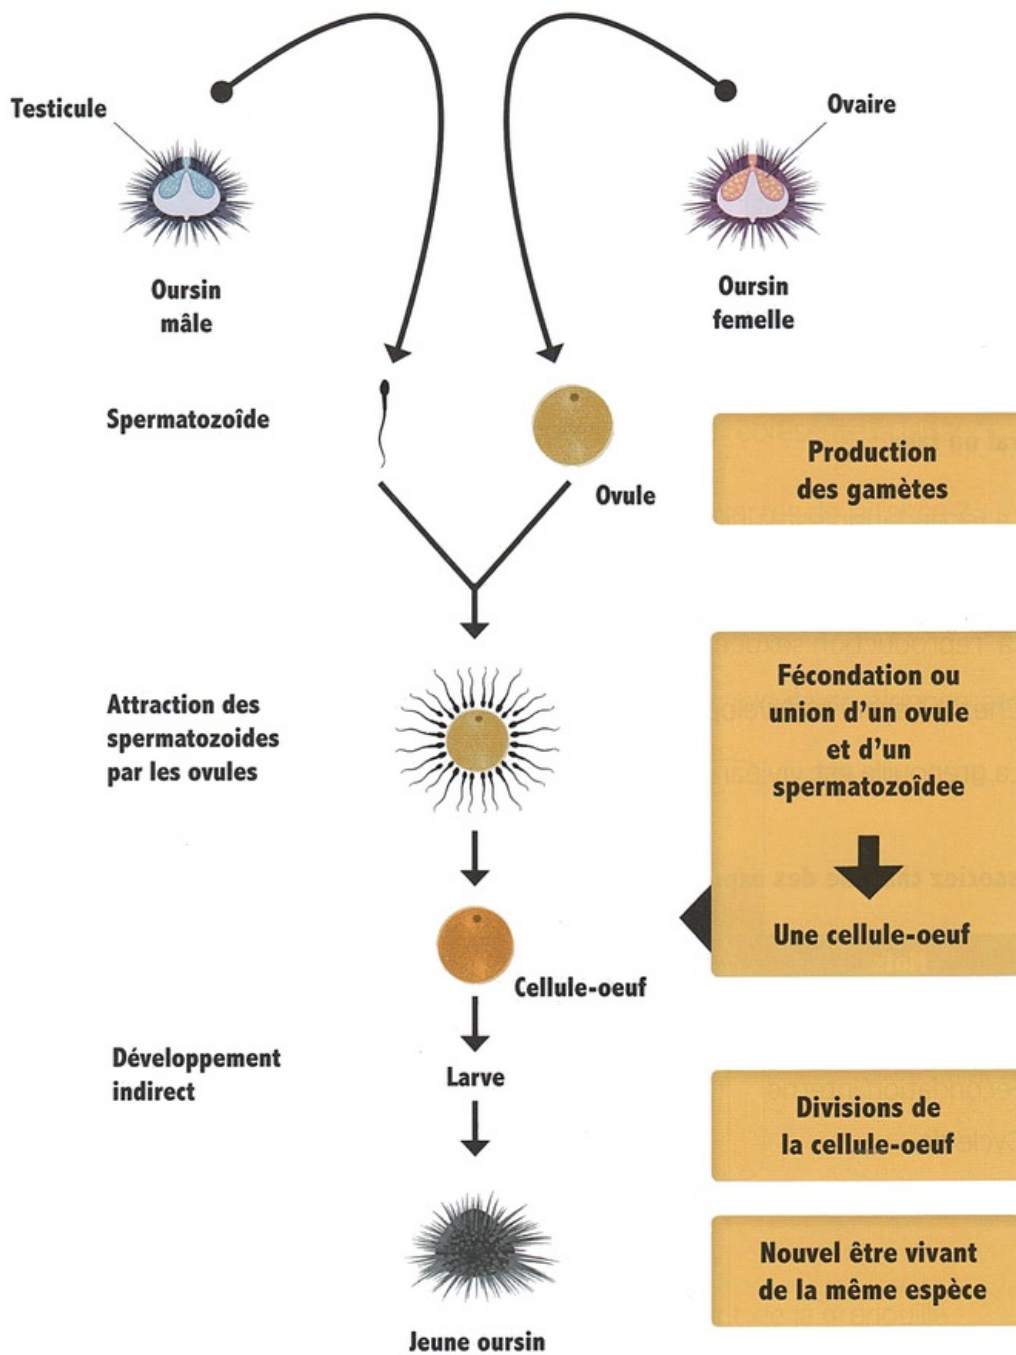 Testicule
Ovaire
Oursin
mâle
Oursin
femelle
Spermatozoîde
Ovule
Production
des gamètes
Attraction des
spermatozoides
par les ovules
Fécondation ou
union d'un ovule
et d'un
spermatozoîdee
Une cellule-oeuf
Cellule-oeuf
Développement
indirect
Larve
Divisions de
la cellule-oeuf
Nouvel être vivant
de la même espèce
Jeune oursin